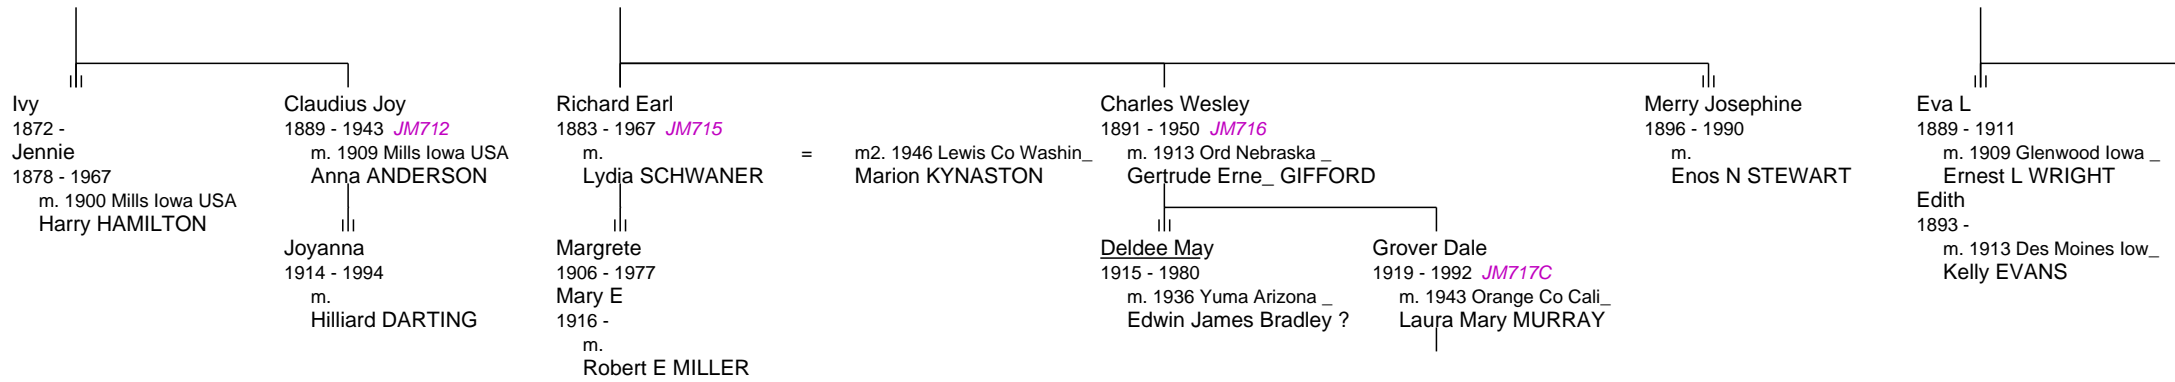 Ivy
1872 -
Jennie
1878 - 1967
m. 1900 Mills Iowa USA
Harry HAMILTON
Claudius Joy
1889 - 1943 JM712
m. 1909 Mills Iowa USA
Anna ANDERSON
Joyanna
1914 - 1994
m.
Hilliard DARTING
Richard Earl
1883 - 1967 JM715
m.
Lydia SCHWANER
= m2. 1946 Lewis Co Washin_
Marion KYNASTON
Margrete
1906 - 1977
Mary E
1916 -
m.
Robert E MILLER
Charles Wesley
1891 - 1950 JM716
m. 1913 Ord Nebraska _
Gertrude Erne_ GIFFORD
Deldee May
1915 - 1980
m. 1936 Yuma Arizona _
Edwin James Bradley ?
Grover Dale
1919 - 1992 JM717C
m. 1943 Orange Co Cali_
Laura Mary MURRAY
Merry Josephine
1896 - 1990
m.
Enos N STEWART
Eva L
1889 - 1911
m. 1909 Glenwood Iowa _
Ernest L WRIGHT
Edith
1893 -
m. 1913 Des Moines Iow_
Kelly EVANS